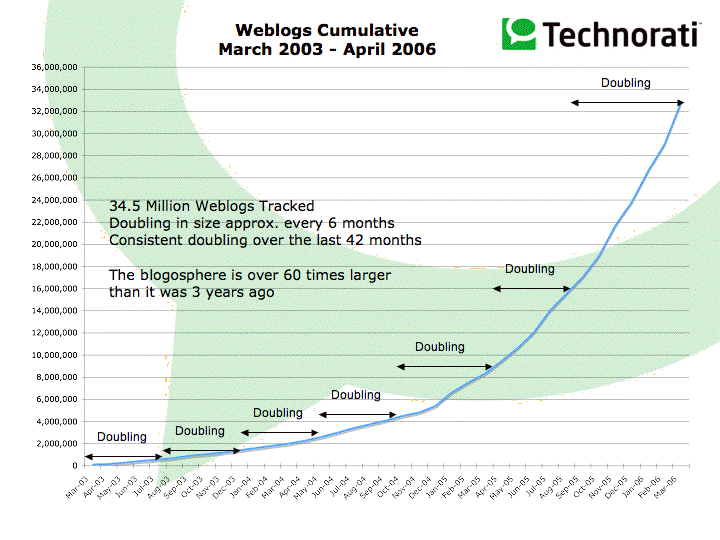 Weblogs Cumulative
March 2003 - April 2006
Technorati
36,000,000
34,000,000
32,000,000
30,000,000
28,000,000
26,000,000
24,000,000
22,000,000
20,000,000
18,000,000
16,000,000
14,000,000
12,000,000
10,000,000
8,000,000
6,000,000
4,000,000
2,000,000
0
Doubling
34.5 Million Weblogs Tracked
Doubling in size approx. every 6 months
Consistent doubling over the last 42 months
The blogosphere is over 60 times larger
than it was 3 years ago
Doubling
Doubling
Doubling
Doubling
Doubling
Doubling
Mar-03
Apr-03
May-03
Jun-03
Jul-03
Aug-03
Sep-03
Oct-03
Nov-03
Dec-03
Jan-04
Feb-04
Mar-04
Apr-04
May-04
Jun-04
Jul-04
Aug-04
Sep-04
Oct-04
Nov-04
Dec-04
Jan-05
Feb-05
Mar-05
Apr-05
May-05
Jun-05
Jul-05
Aug-05
Sep-05
Oct-05
Nov-05
Dec-05
Jan-06
Feb-06
Mar-06